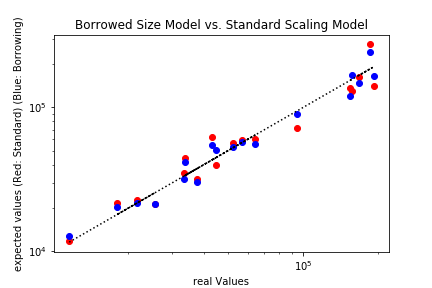 Borrowed Size Model vs. Standard Scaling Model
expected values (Red: Standard) (Blue: Borrowing)
10^5
10^4
10^5
real Values